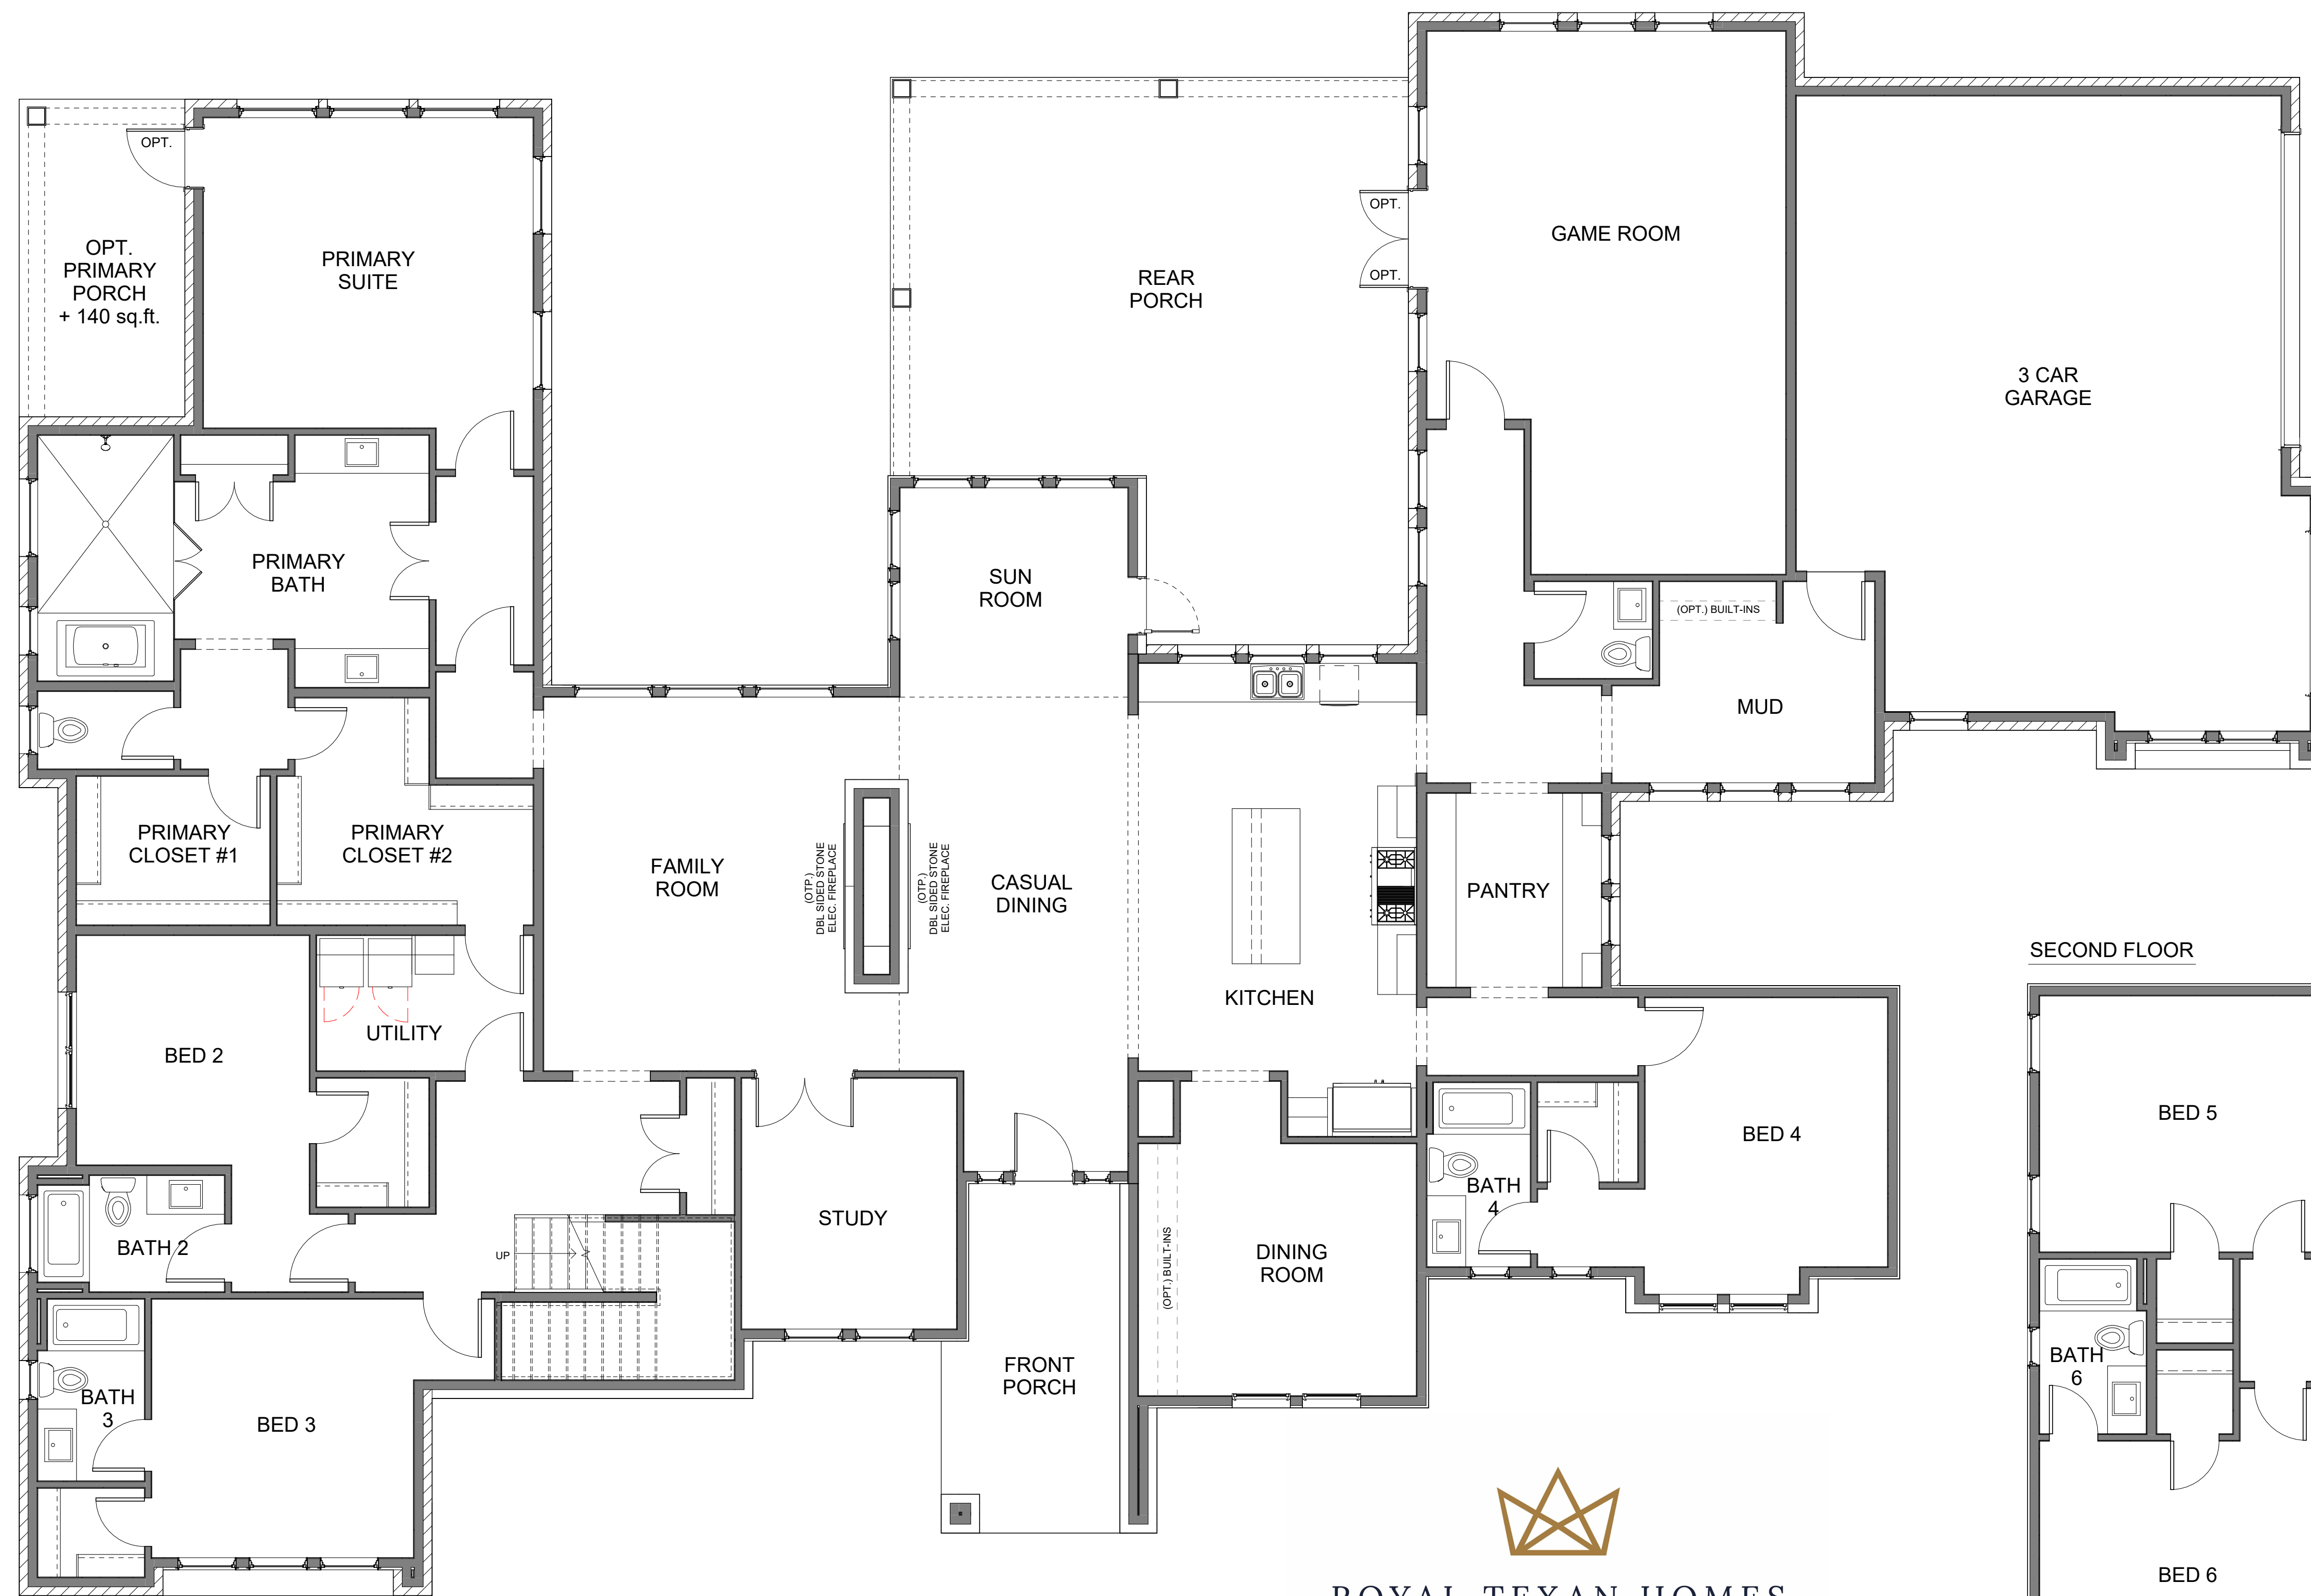 OPT.
OPT.
PRIMARY
PORCH
+ 140 sq.ft.
PRIMARY
SUITE
REAR
PORCH
OPT.
OPT.
GAME ROOM
3 CAR
GARAGE
PRIMARY
BATH
SUN
ROOM
(OPT.) BUILT-INS
MUD
PRIMARY
CLOSET #1
PRIMARY
CLOSET #2
FAMILY
ROOM
(OTP.)
DBL SIDED STONE
ELEC. FIREPLACE
(OTP.)
DBL SIDED STONE
ELEC. FIREPLACE
CASUAL
DINING
KITCHEN
PANTRY
SECOND FLOOR
BED 2
UTILITY
BED 4
BED 5
BATH 2
UP
STUDY
(OPT.) BUILT-INS
DINING
ROOM
BATH
4
BATH
3
BED 3
FRONT
PORCH
BATH
6
BED 6
ROYAL TEXAN HOMES